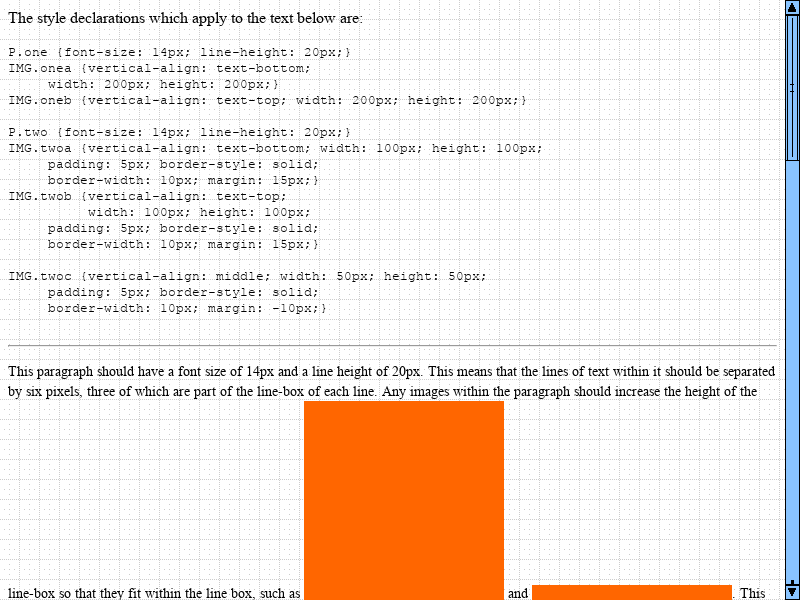 The style declarations which apply to the text below are:
P.one {font-size: 14px; line-height: 20px;}
IMG.onea {vertical-align: text-bottom;
width: 200px; height: 200px;}
IMG.oneb {vertical-align: text-top; width: 200px; height: 200px;}
P.two {font-size: 14px; line-height: 20px;}
IMG.twoa {vertical-align: text-bottom; width: 100px; height: 100px;
padding: 5px; border-style: solid;
border-width: 10px; margin: 15px;}
IMG.twob {vertical-align: text-top;
width: 100px; height: 100px;
padding: 5px; border-style: solid;
border-width: 10px; margin: 15px;}
IMG.twoc {vertical-align: middle; width: 50px; height: 50px;
padding: 5px; border-style: solid;
border-width: 10px; margin: -10px;}
This paragraph should have a font size of 14px and a line height of 20px. This means that the lines of text within it should be separated
by six pixels, three of which are part of the line-box of each line. Any images within the paragraph should increase the height of the
line-box so that they fit within the line box, such as and . This